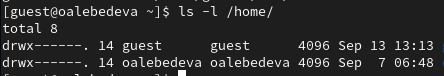 [guest@oalebedeva ~]$ ls -l /home/
total 8
drwx------. 14 guest      guest      4096 Sep 13 13:13
drwx------. 14 oalebedeva oalebedeva 4096 Sep  7 06:48